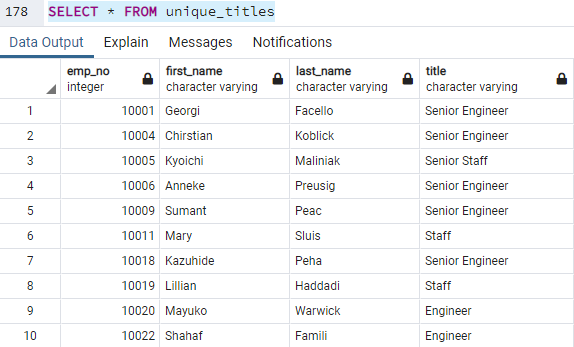 178 SELECT * FROM unique_titles
Data Output Explain Messages Notifications
emp_no first_name last_name title
integer character varying character varying character varying
1 10001 Georgi Facello Senior Engineer
2 10004 Chirstian Koblick Senior Engineer
3 10005 Kyoichi Maliniak Senior Staff
4 10006 Anneke Preusig Senior Engineer
5 10009 Sumant Peac Senior Engineer
6 10011 Mary Sluis Staff
7 10018 Kazuhide Peha Senior Engineer
8 10019 Lillian Haddadi Staff
9 10020 Mayuko Warwick Engineer
10 10022 Shahaf Famili Engineer